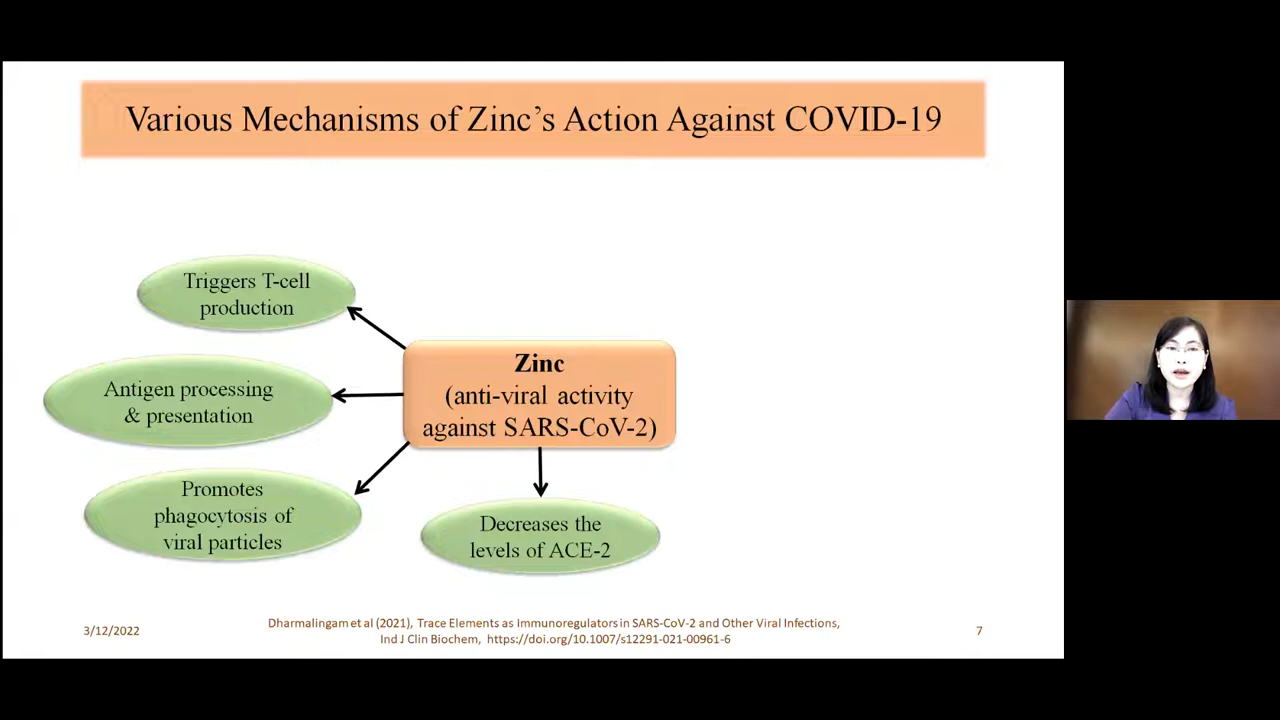 Various Mechanisms of Zinc’s Action Against COVID-19
Triggers T-cell
production
Antigen processing
& presentation
Promotes
phagocytosis of
viral particles
Zinc
(anti-viral activity
against SARS-CoV-2)
Decreases the
levels of ACE-2
3/12/2022
Dharmalingam et al (2021), Trace Elements as Immunoregulators in SARS-CoV-2 and Other Viral Infections,
Ind J Clin Biochem, https://doi.org/10.1007/s12291-021-00961-6
7